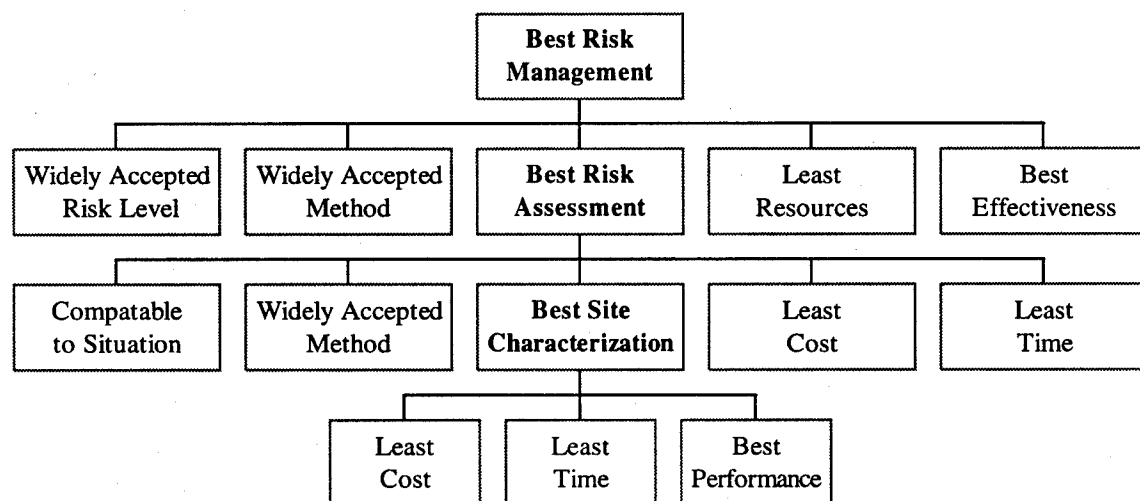 Best Risk
Management
Widely Accepted
Risk Level
Widely Accepted
Method
Best Risk
Assessment
Least
Resources
Best
Effectiveness
Compatable
to Situation
Widely Accepted
Method
Best Site
Characterization
Least
Cost
Least
Time
Least
Cost
Least
Time
Best
Performance